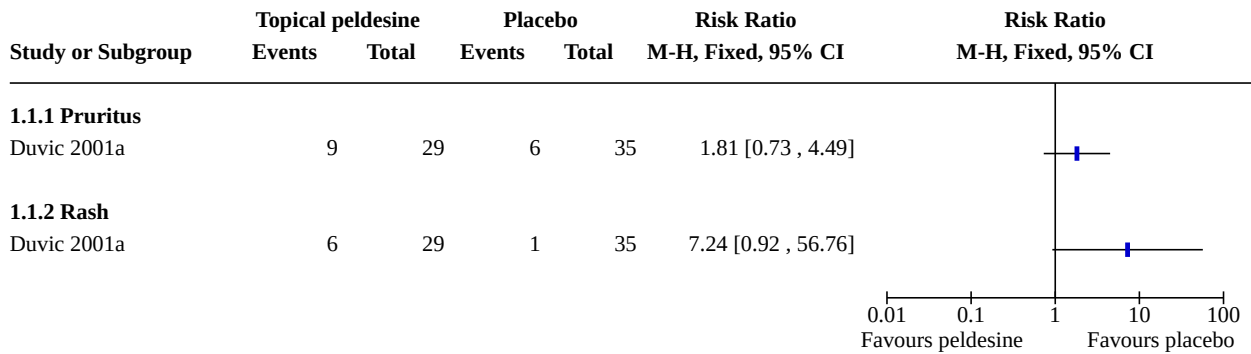 Topical peldesine Placebo Risk Ratio Risk Ratio
Study or Subgroup Events Total Events Total M-H, Fixed, 95% CI M-H, Fixed, 95% CI
1.1.1 Pruritus
Duvic 2001a 9 29 6 35 1.81 [0.73 , 4.49]
1.1.2 Rash
Duvic 2001a 6 29 1 35 7.24 [0.92 , 56.76]
0.01 0.1 1 10 100
Favours peldesine Favours placebo